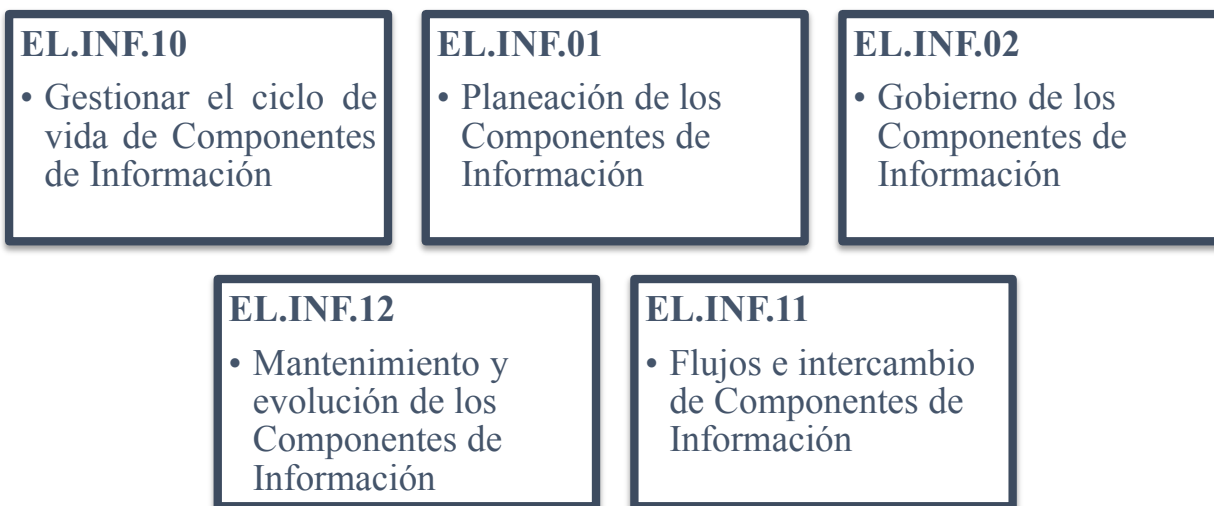 EL.INF.10
• Gestionar el ciclo de
vida de Componentes
de Información
EL.INF.01
• Planeación de los
Componentes de
Información
EL.INF.02
• Gobierno de los
Componentes de
Información
EL.INF.12
• Mantenimiento y
evolución de los
Componentes de
Información
EL.INF.11
• Flujos e intercambio
de Componentes de
Información